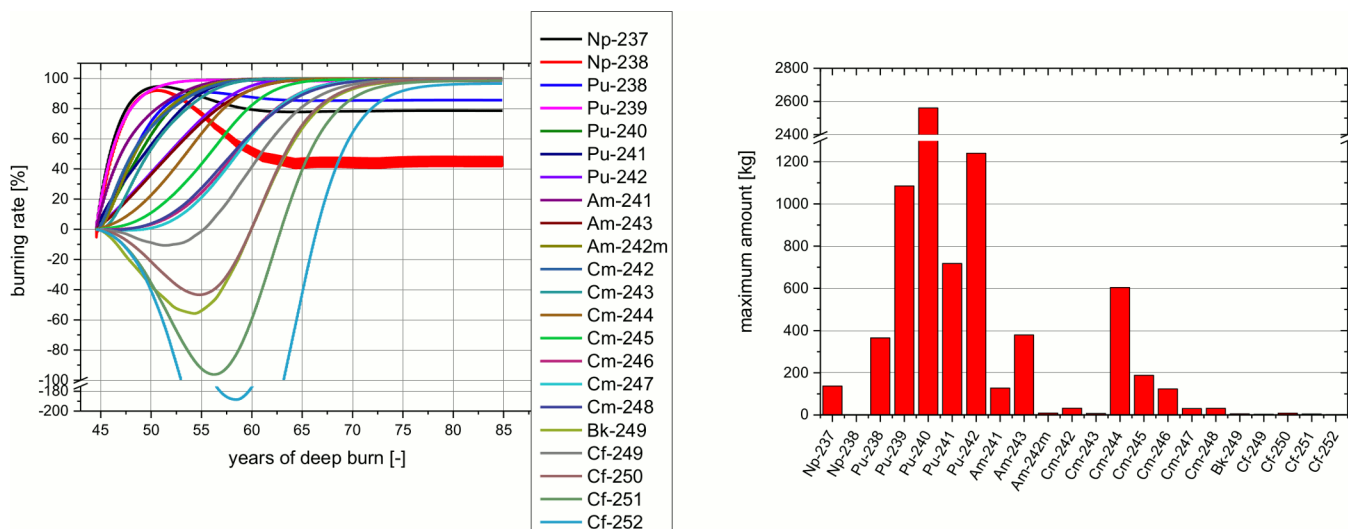 burning rate [%]
100
80
60
40
20
0
-20
-40
-60
-80
-100
-180
-200
45
50
55
60
65
70
75
80
85
years of deep burn [-]
Np-237
Np-238
Pu-238
Pu-239
Pu-240
Pu-241
Pu-242
Am-241
Am-243
Am-242m
Cm-242
Cm-243
Cm-244
Cm-245
Cm-246
Cm-247
Cm-248
Bk-249
Cf-249
Cf-250
Cf-251
Cf-252
maximum amount [kg]
2800
2600
2400
1200
1000
800
600
400
200
0
Np-237
Np-238
Pu-238
Pu-239
Pu-240
Pu-241
Pu-242
Am-241
Am-243
Am-242m
Cm-242
Cm-243
Cm-244
Cm-245
Cm-246
Cm-247
Cm-248
Bk-249
Cf-249
Cf-250
Cf-251
Cf-252